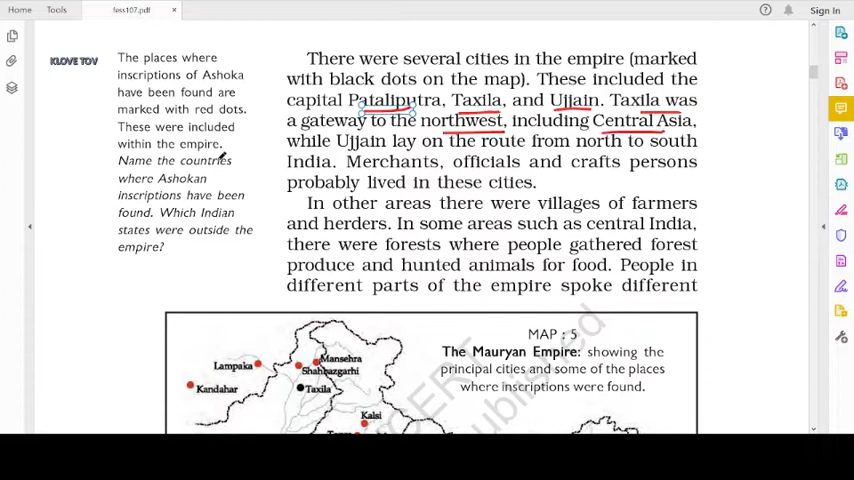 Home
Tools
less107.pdf
×
Sign In
KLOVE TOV
The places where
inscriptions of Ashoka
have been found are
marked with red dots.
These were included
within the empire.
Name the countries
where Ashokan
inscriptions have been
found. Which Indian
states were outside the
empire?
There were several cities in the empire (marked
with black dots on the map). These included the
capital Pataliputra, Taxila, and Ujjain. Taxila was
a gateway to the northwest, including Central Asia,
while Ujjain lay on the route from north to south
India. Merchants, officials and crafts persons
probably lived in these cities.
In other areas there were villages of farmers
and herders. In some areas such as central India,
there were forests where people gathered forest
produce and hunted animals for food. People in
different parts of the empire spoke different
MAP : 5
The Mauryan Empire: showing the
principal cities and some of the places
where inscriptions were found.
Lampaka
Mansehra
Shahbazgarhi
Kandahar
Taxila
Kalsi
published